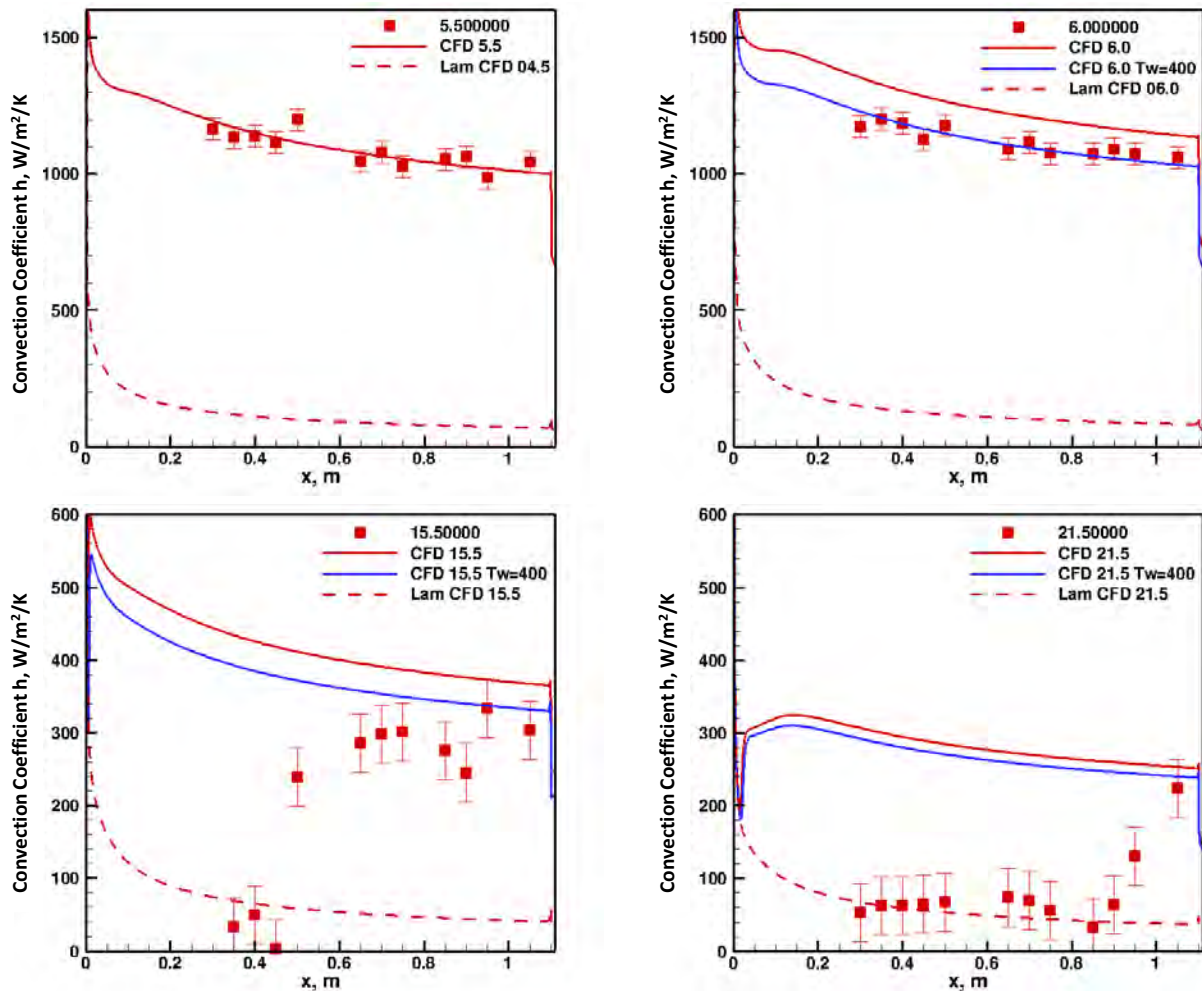 Convection Coefficient h, W/m²/K
1500
1000
500
0
5.500000
CFD 5.5
Lam CFD 04.5
0 0.2 0.4 0.6 0.8 1
x, m
Convection Coefficient h, W/m²/K
1500
1000
500
0
6.000000
CFD 6.0
CFD 6.0 Tw=400
Lam CFD 06.0
0 0.2 0.4 0.6 0.8 1
x, m
Convection Coefficient h, W/m²/K
600
500
400
300
200
100
0
15.50000
CFD 15.5
CFD 15.5 Tw=400
Lam CFD 15.5
0 0.2 0.4 0.6 0.8 1
x, m
Convection Coefficient h, W/m²/K
600
500
400
300
200
100
0
21.50000
CFD 21.5
CFD 21.5 Tw=400
Lam CFD 21.5
0 0.2 0.4 0.6 0.8 1
x, m